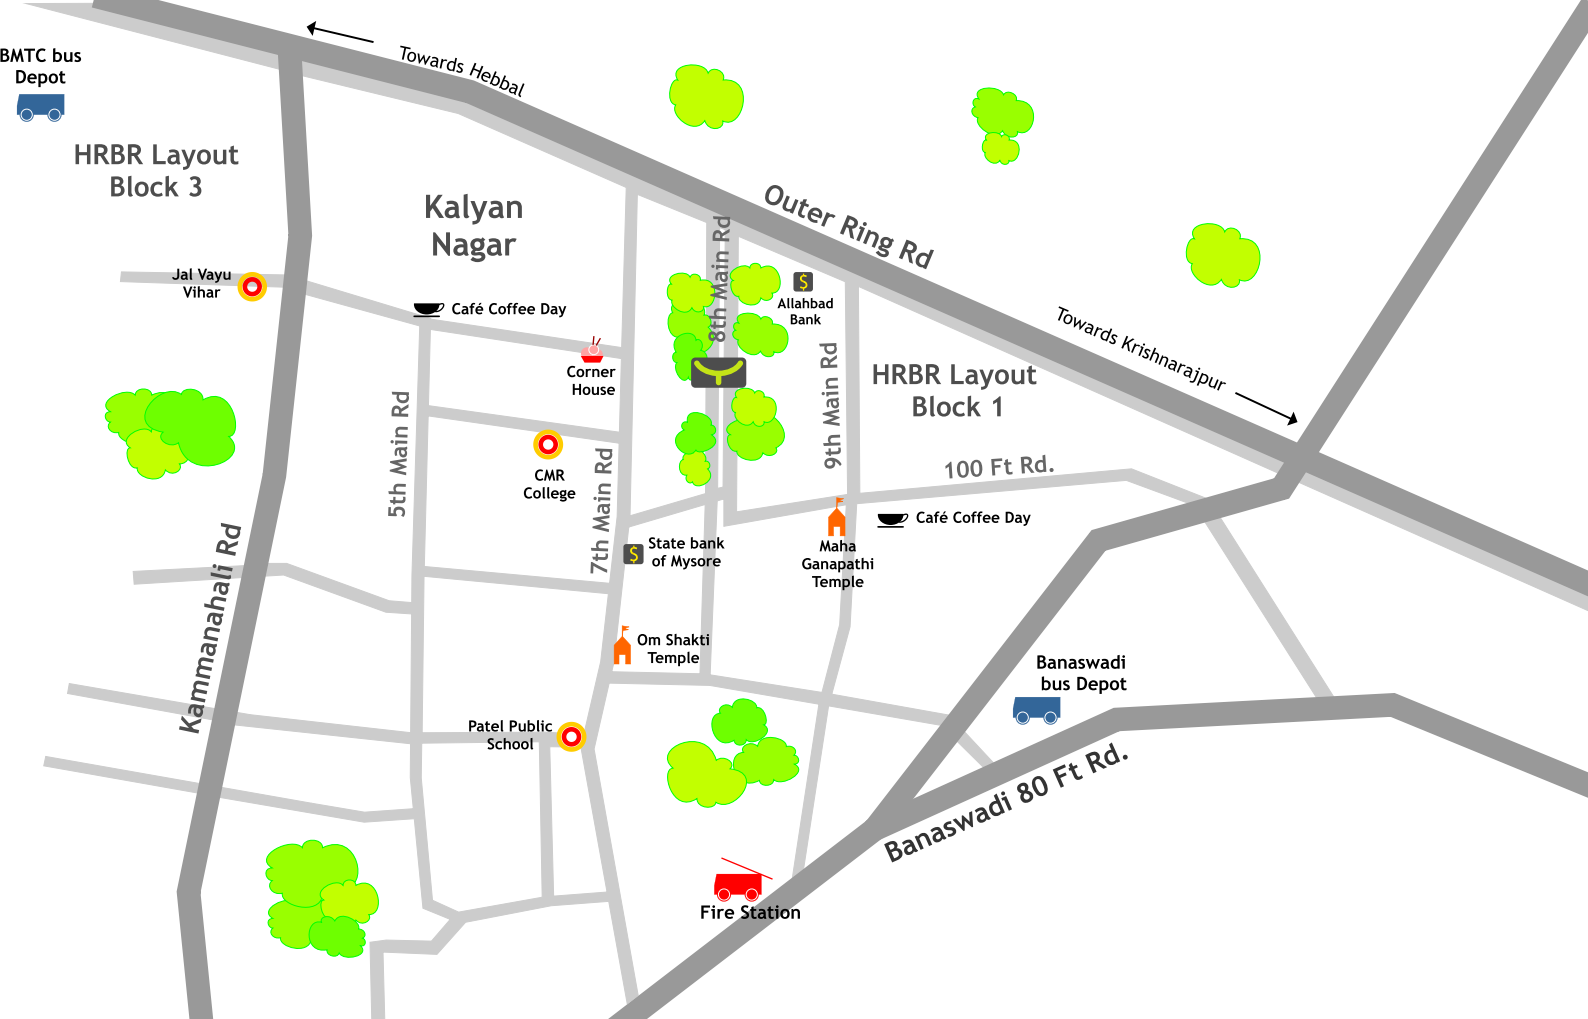 Towards Hebbal
BMTC bus
Depot
HRBR Layout
Block 3
Kalyan
Nagar
Outer Ring Rd
8th Main Rd
Jal Vayu
Vihar
Café Coffee Day
$
Allahbad
Bank
Towards Krishnarajpur
Corner
House
9th Main Rd
HRBR Layout
Block 1
5th Main Rd
CMR
College
7th Main Rd
100 Ft Rd.
Café Coffee Day
$
State bank
of Mysore
Maha
Ganapathi
Temple
Kammanahali Rd
Om Shakti
Temple
Banaswadi
bus Depot
Patel Public
School
Banaswadi 80 Ft Rd.
Fire Station